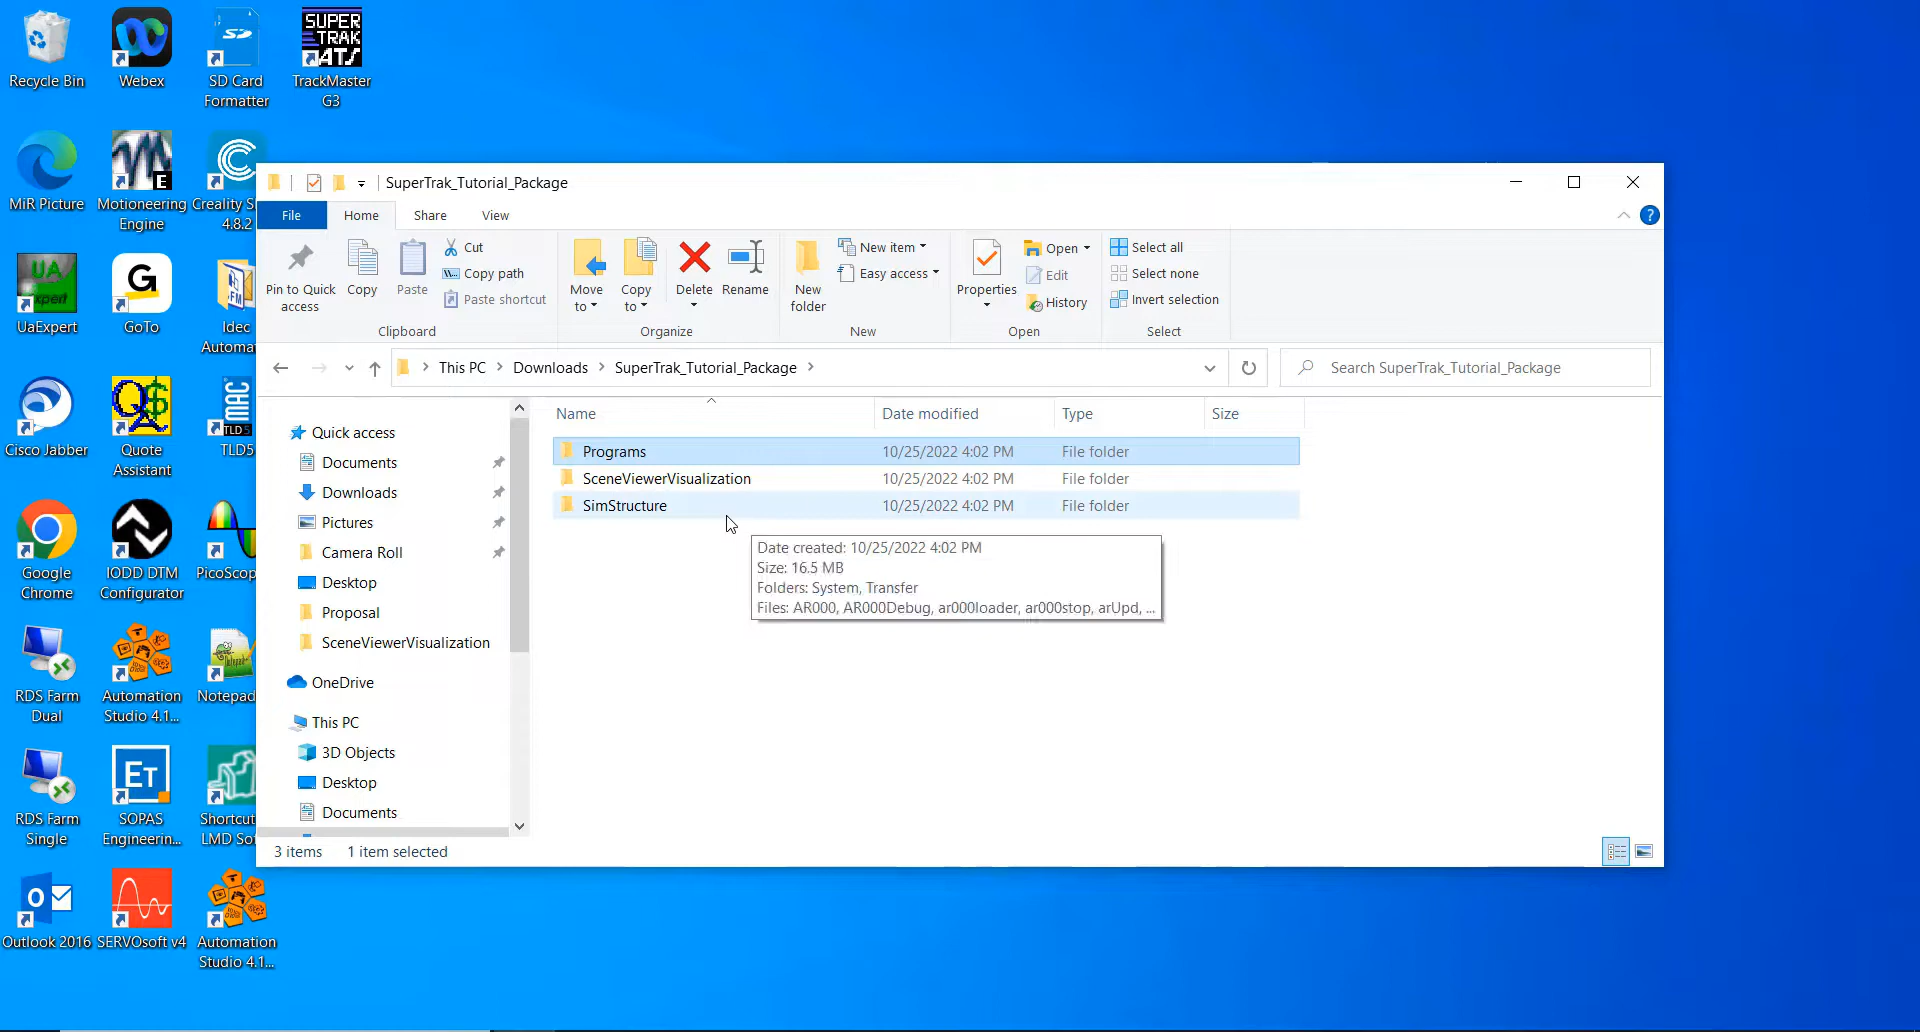 Recycle Bin
Webex
SD Card
Formatter
SUPER
TRAK
ATS
TrackMaster
G3
MiR Picture
Motioneering
Engine
Creality Sl
4.8.2
UaExpert
GoTo
Idec
Automa
Cisco Jabber
Quote
Assistant
TLD5
Google
Chrome
IODD DTM
Configurator
PicoScop
RDS Farm
Dual
Automation
Studio 4.1...
Notepad
RDS Farm
Single
SOPAS
Engineerin...
Shortcut
LMD So
Outlook 2016
SERVOsoft v4
Automation
Studio 4.1...
SuperTrak_Tutorial_Package
File Home Share View
Pin to Quick
access
Copy
Paste
Cut
Copy path
Paste shortcut
Clipboard
Move
to
Copy
to
Delete
Rename
Organize
New
folder
New item
Easy access
New
Properties
Open
Edit
History
Open
Select all
Select none
Invert selection
Select
This PC > Downloads > SuperTrak_Tutorial_Package >
Search SuperTrak_Tutorial_Package
Quick access
Documents
Downloads
Pictures
Camera Roll
Desktop
Proposal
SceneViewerVisualization
OneDrive
This PC
3D Objects
Desktop
Documents
Name Date modified Type Size
Programs 10/25/2022 4:02 PM File folder
SceneViewerVisualization 10/25/2022 4:02 PM File folder
SimStructure 10/25/2022 4:02 PM File folder
Date created: 10/25/2022 4:02 PM
Size: 16.5 MB
Folders: System, Transfer
Files: AR000, AR000Debug, ar000loader, ar000stop, arUpd, ...
3 items 1 item selected